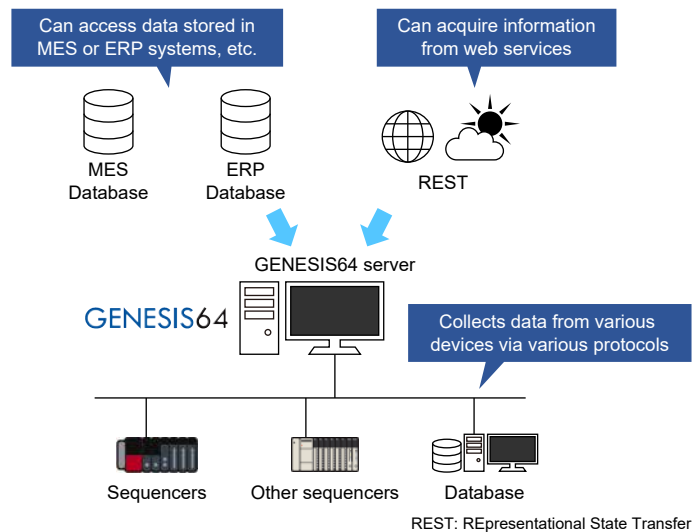 Can access data stored in
MES or ERP systems, etc.
Can acquire information
from web services
MES
Database
ERP
Database
REST
GENESIS64 server
GENESIS64
Collects data from various
devices via various protocols
Sequencers
Other sequencers
Database
REST: REpresentational State Transfer